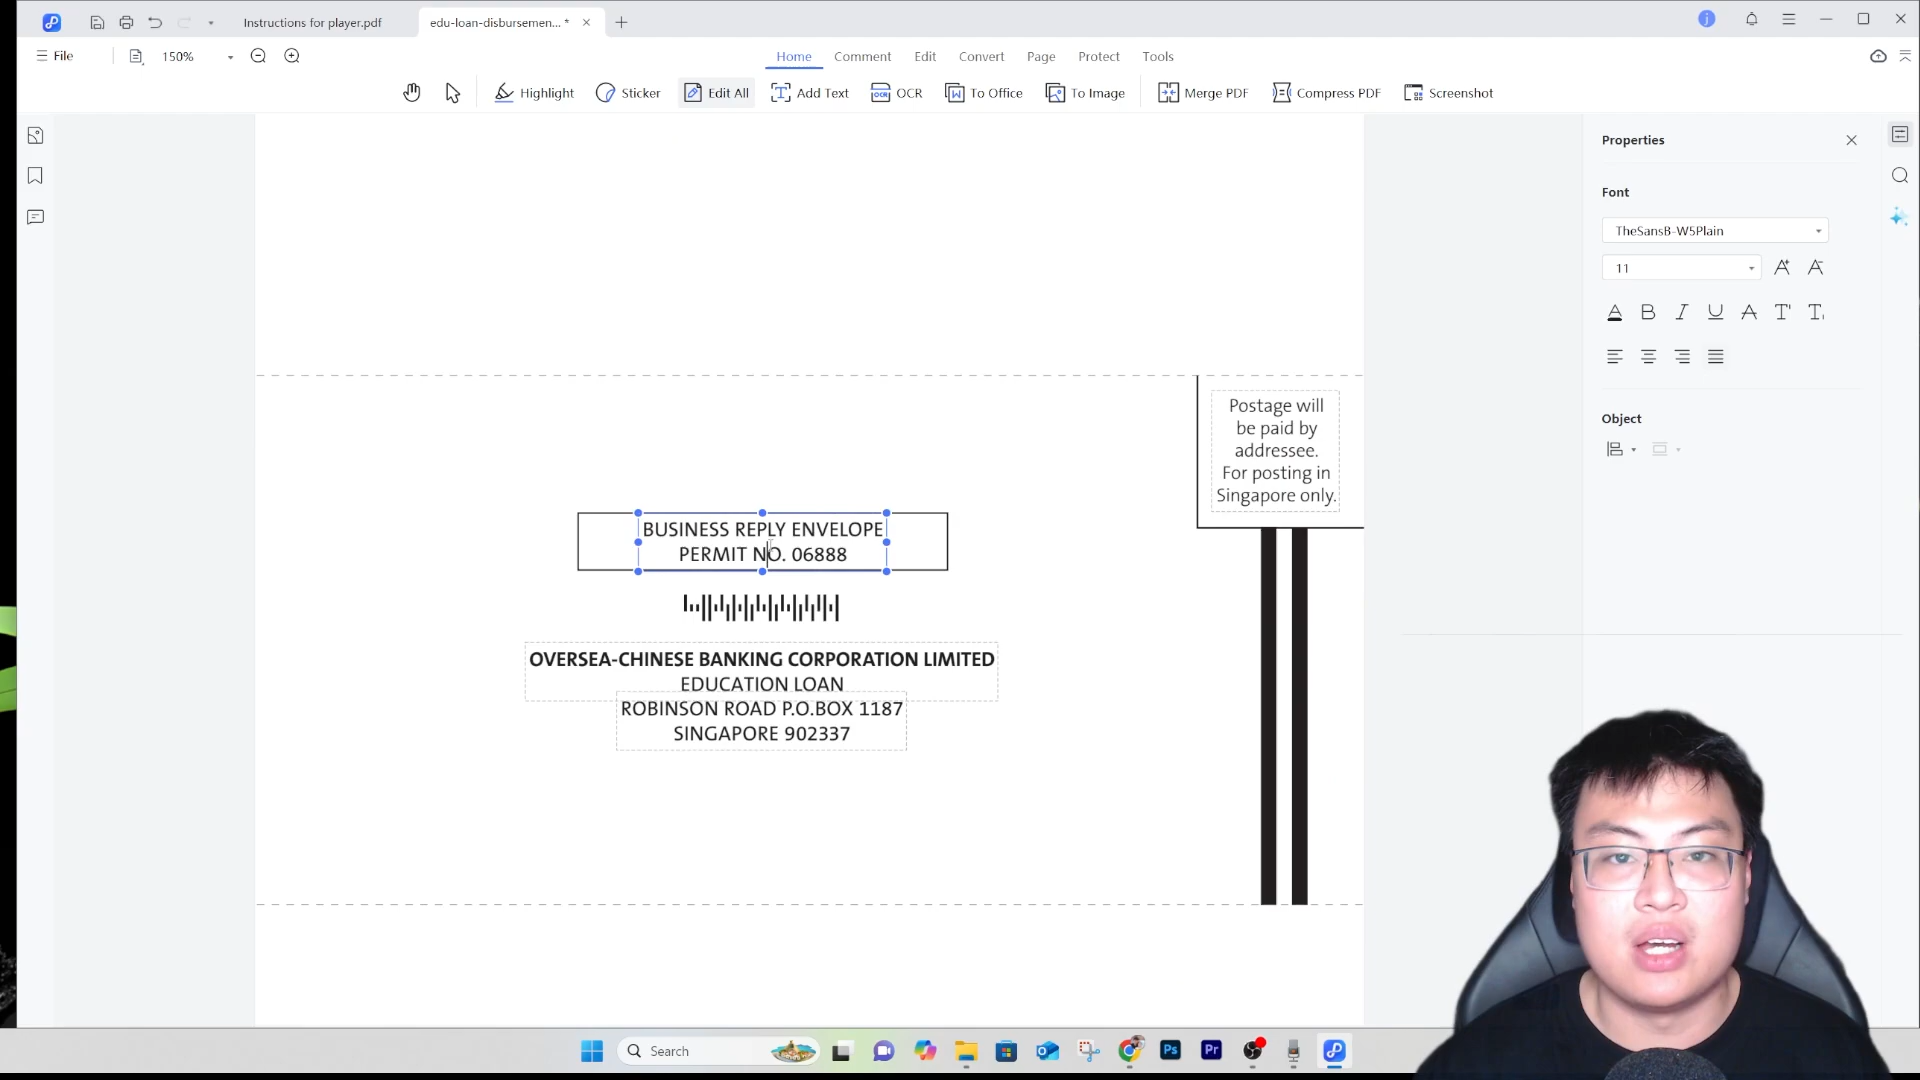 Instructions for player.pdf
edu-loan-disbursemen... *
File
150%
Home
Comment
Edit
Convert
Page
Protect
Tools
Highlight
Sticker
Edit All
Add Text
OCR
To Office
To Image
Merge PDF
Compress PDF
Screenshot
Properties
Font
TheSansB-W5Plain
11
Object
Postage will
be paid by
addressee.
For posting in
Singapore only.
BUSINESS REPLY ENVELOPE
PERMIT NO. 06888
OVERSEA-CHINESE BANKING CORPORATION LIMITED
EDUCATION LOAN
ROBINSON ROAD P.O.BOX 1187
SINGAPORE 902337
Search
Ps
Pr